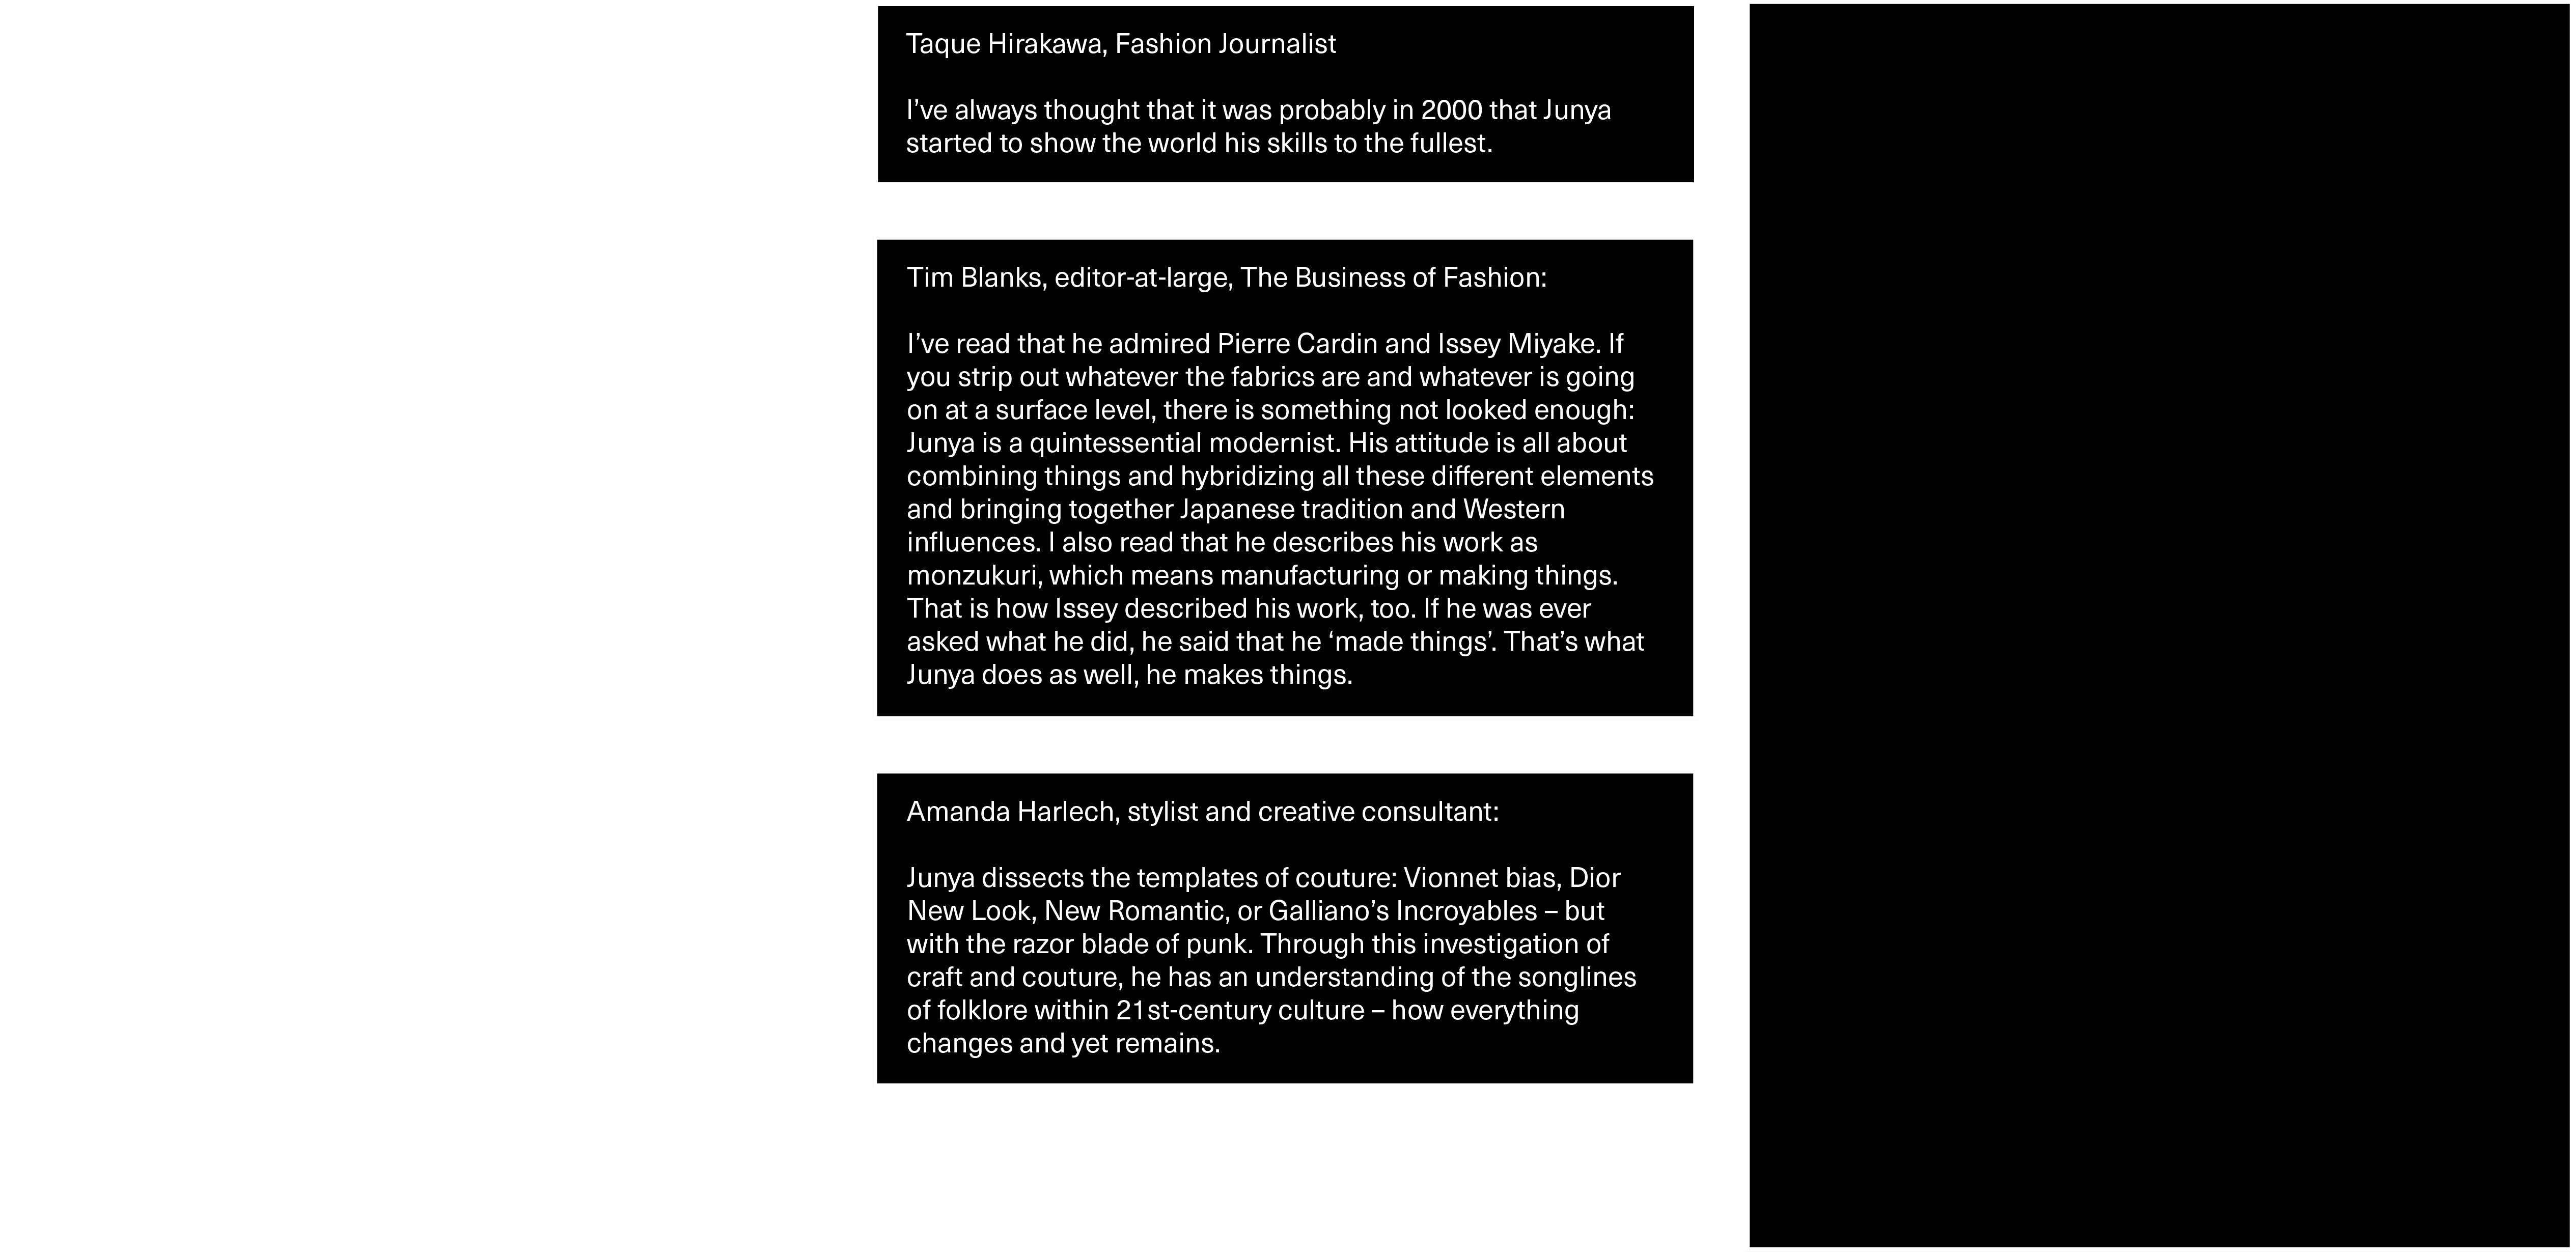 Taque Hirakawa, Fashion Journalist
I’ve always thought that it was probably in 2000 that Junya
started to show the world his skills to the fullest.
Tim Blanks, editor-at-large, The Business of Fashion:
I’ve read that he admired Pierre Cardin and Issey Miyake. If
you strip out whatever the fabrics are and whatever is going
on at a surface level, there is something not looked enough:
Junya is a quintessential modernist. His attitude is all about
combining things and hybridizing all these different elements
and bringing together Japanese tradition and Western
influences. I also read that he describes his work as
monzukuri, which means manufacturing or making things.
That is how Issey described his work, too. If he was ever
asked what he did, he said that he ‘made things’. That’s what
Junya does as well, he makes things.
Amanda Harlech, stylist and creative consultant:
Junya dissects the templates of couture: Vionnet bias, Dior
New Look, New Romantic, or Galliano’s Incroyables – but
with the razor blade of punk. Through this investigation of
craft and couture, he has an understanding of the songlines
of folklore within 21st-century culture – how everything
changes and yet remains.